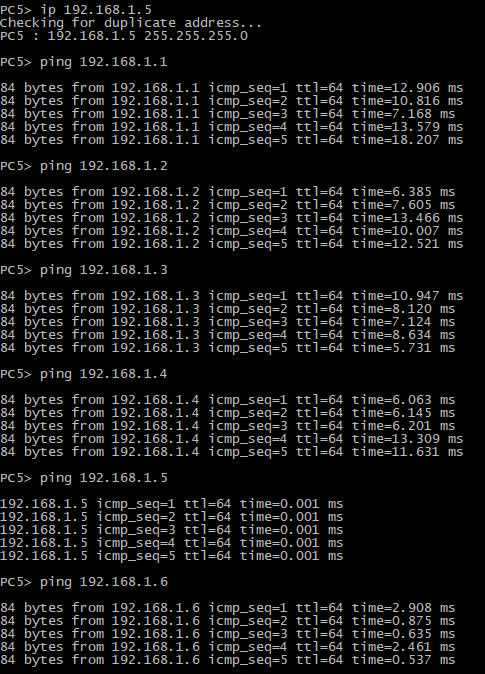 PC5> ip 192.168.1.5
Checking for duplicate address...
PC5 : 192.168.1.5 255.255.255.0
PC5> ping 192.168.1.1
84 bytes from 192.168.1.1 icmp_seq=1 ttl=64 time=12.906 ms
84 bytes from 192.168.1.1 icmp_seq=2 ttl=64 time=10.816 ms
84 bytes from 192.168.1.1 icmp_seq=3 ttl=64 time=7.168 ms
84 bytes from 192.168.1.1 icmp_seq=4 ttl=64 time=13.579 ms
84 bytes from 192.168.1.1 icmp_seq=5 ttl=64 time=18.207 ms
PC5> ping 192.168.1.2
84 bytes from 192.168.1.2 icmp_seq=1 ttl=64 time=6.385 ms
84 bytes from 192.168.1.2 icmp_seq=2 ttl=64 time=7.605 ms
84 bytes from 192.168.1.2 icmp_seq=3 ttl=64 time=13.466 ms
84 bytes from 192.168.1.2 icmp_seq=4 ttl=64 time=10.007 ms
84 bytes from 192.168.1.2 icmp_seq=5 ttl=64 time=12.521 ms
PC5> ping 192.168.1.3
84 bytes from 192.168.1.3 icmp_seq=1 ttl=64 time=10.947 ms
84 bytes from 192.168.1.3 icmp_seq=2 ttl=64 time=8.120 ms
84 bytes from 192.168.1.3 icmp_seq=3 ttl=64 time=7.124 ms
84 bytes from 192.168.1.3 icmp_seq=4 ttl=64 time=8.634 ms
84 bytes from 192.168.1.3 icmp_seq=5 ttl=64 time=5.731 ms
PC5> ping 192.168.1.4
84 bytes from 192.168.1.4 icmp_seq=1 ttl=64 time=6.063 ms
84 bytes from 192.168.1.4 icmp_seq=2 ttl=64 time=6.145 ms
84 bytes from 192.168.1.4 icmp_seq=3 ttl=64 time=6.201 ms
84 bytes from 192.168.1.4 icmp_seq=4 ttl=64 time=13.309 ms
84 bytes from 192.168.1.4 icmp_seq=5 ttl=64 time=11.631 ms
PC5> ping 192.168.1.5
192.168.1.5 icmp_seq=1 ttl=64 time=0.001 ms
192.168.1.5 icmp_seq=2 ttl=64 time=0.001 ms
192.168.1.5 icmp_seq=3 ttl=64 time=0.001 ms
192.168.1.5 icmp_seq=4 ttl=64 time=0.001 ms
192.168.1.5 icmp_seq=5 ttl=64 time=0.001 ms
PC5> ping 192.168.1.6
84 bytes from 192.168.1.6 icmp_seq=1 ttl=64 time=2.908 ms
84 bytes from 192.168.1.6 icmp_seq=2 ttl=64 time=0.875 ms
84 bytes from 192.168.1.6 icmp_seq=3 ttl=64 time=0.635 ms
84 bytes from 192.168.1.6 icmp_seq=4 ttl=64 time=2.461 ms
84 bytes from 192.168.1.6 icmp_seq=5 ttl=64 time=0.537 ms